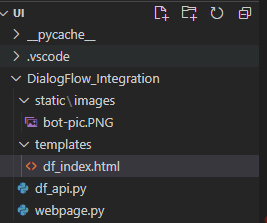 UI
__pycache__
.vscode
DialogFlow_Integration
static\images
bot-pic.PNG
templates
<> df_index.html
df_api.py
webpage.py